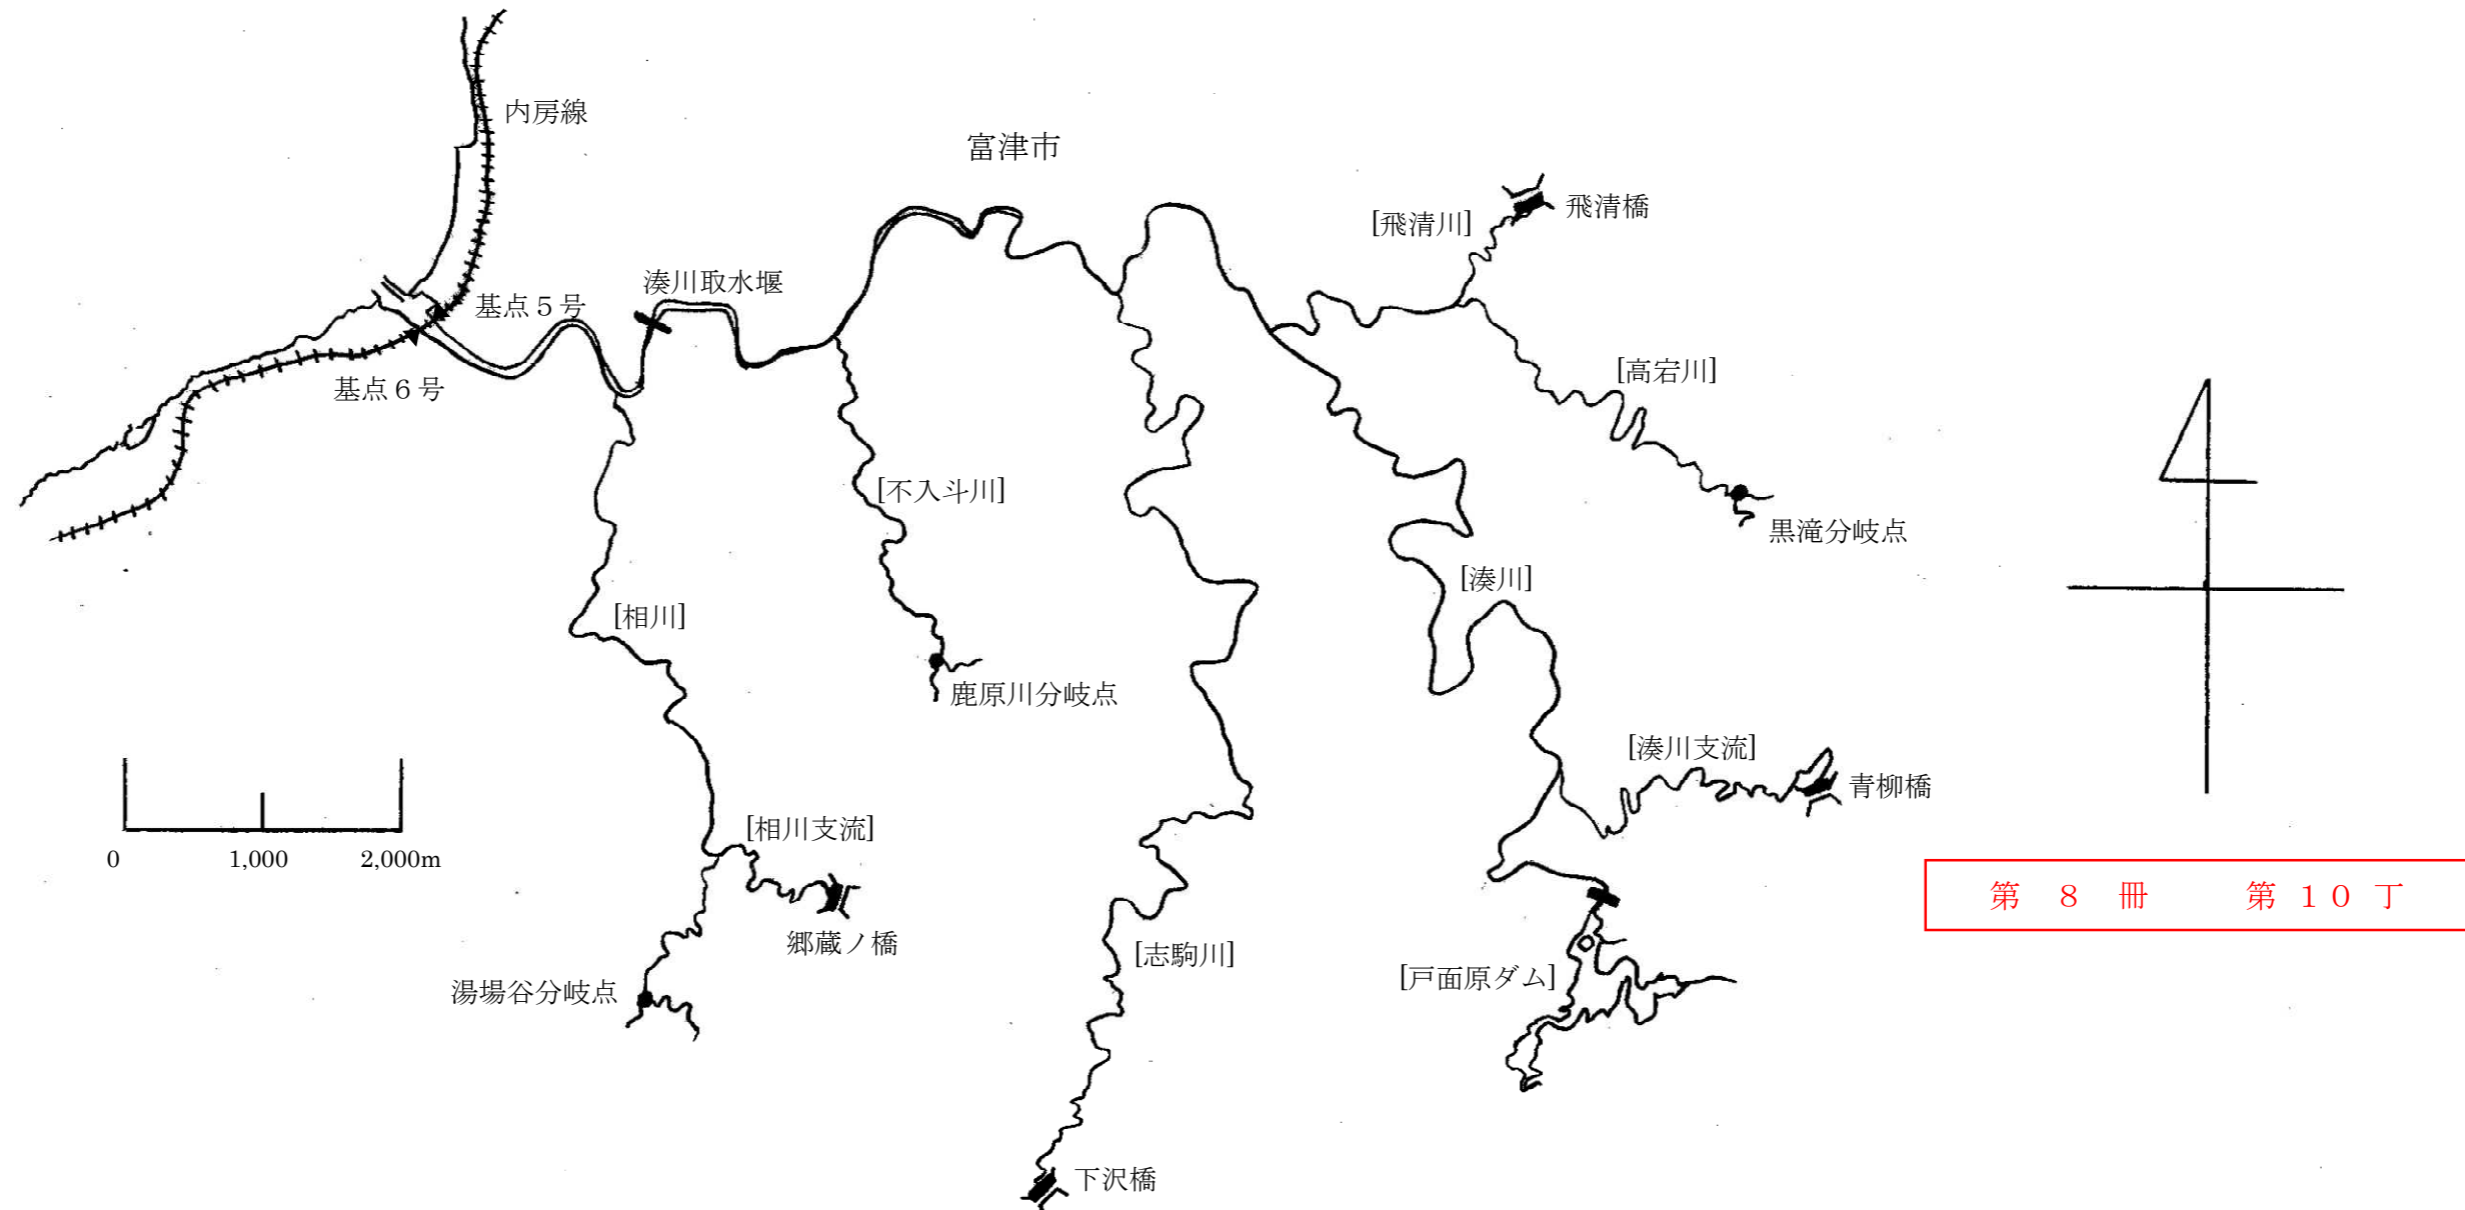 内房線
富津市
[飛清川]
飛清橋
湊川取水堰
基点５号
基点６号
[高宕川]
[不入斗川]
黒滝分岐点
[湊川]
[相川]
鹿原川分岐点
[湊川支流]
青柳橋
[相川支流]
0 1,000 2,000m
第 ８ 冊 第 １０ 丁
郷蔵ノ橋
[志駒川]
[戸面原ダム]
湯場谷分岐点
下沢橋